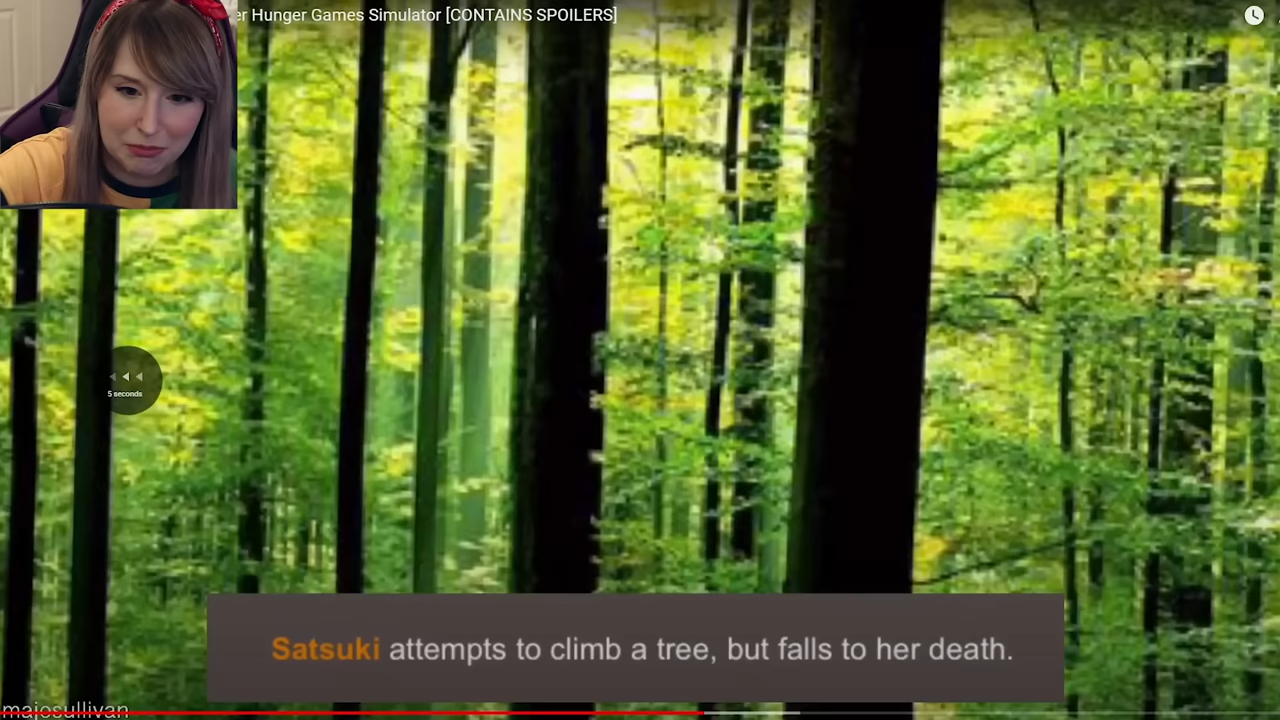 er Hunger Games Simulator [CONTAINS SPOILERS]
5 seconds
Satsuki attempts to climb a tree, but falls to her death.
majosullivan